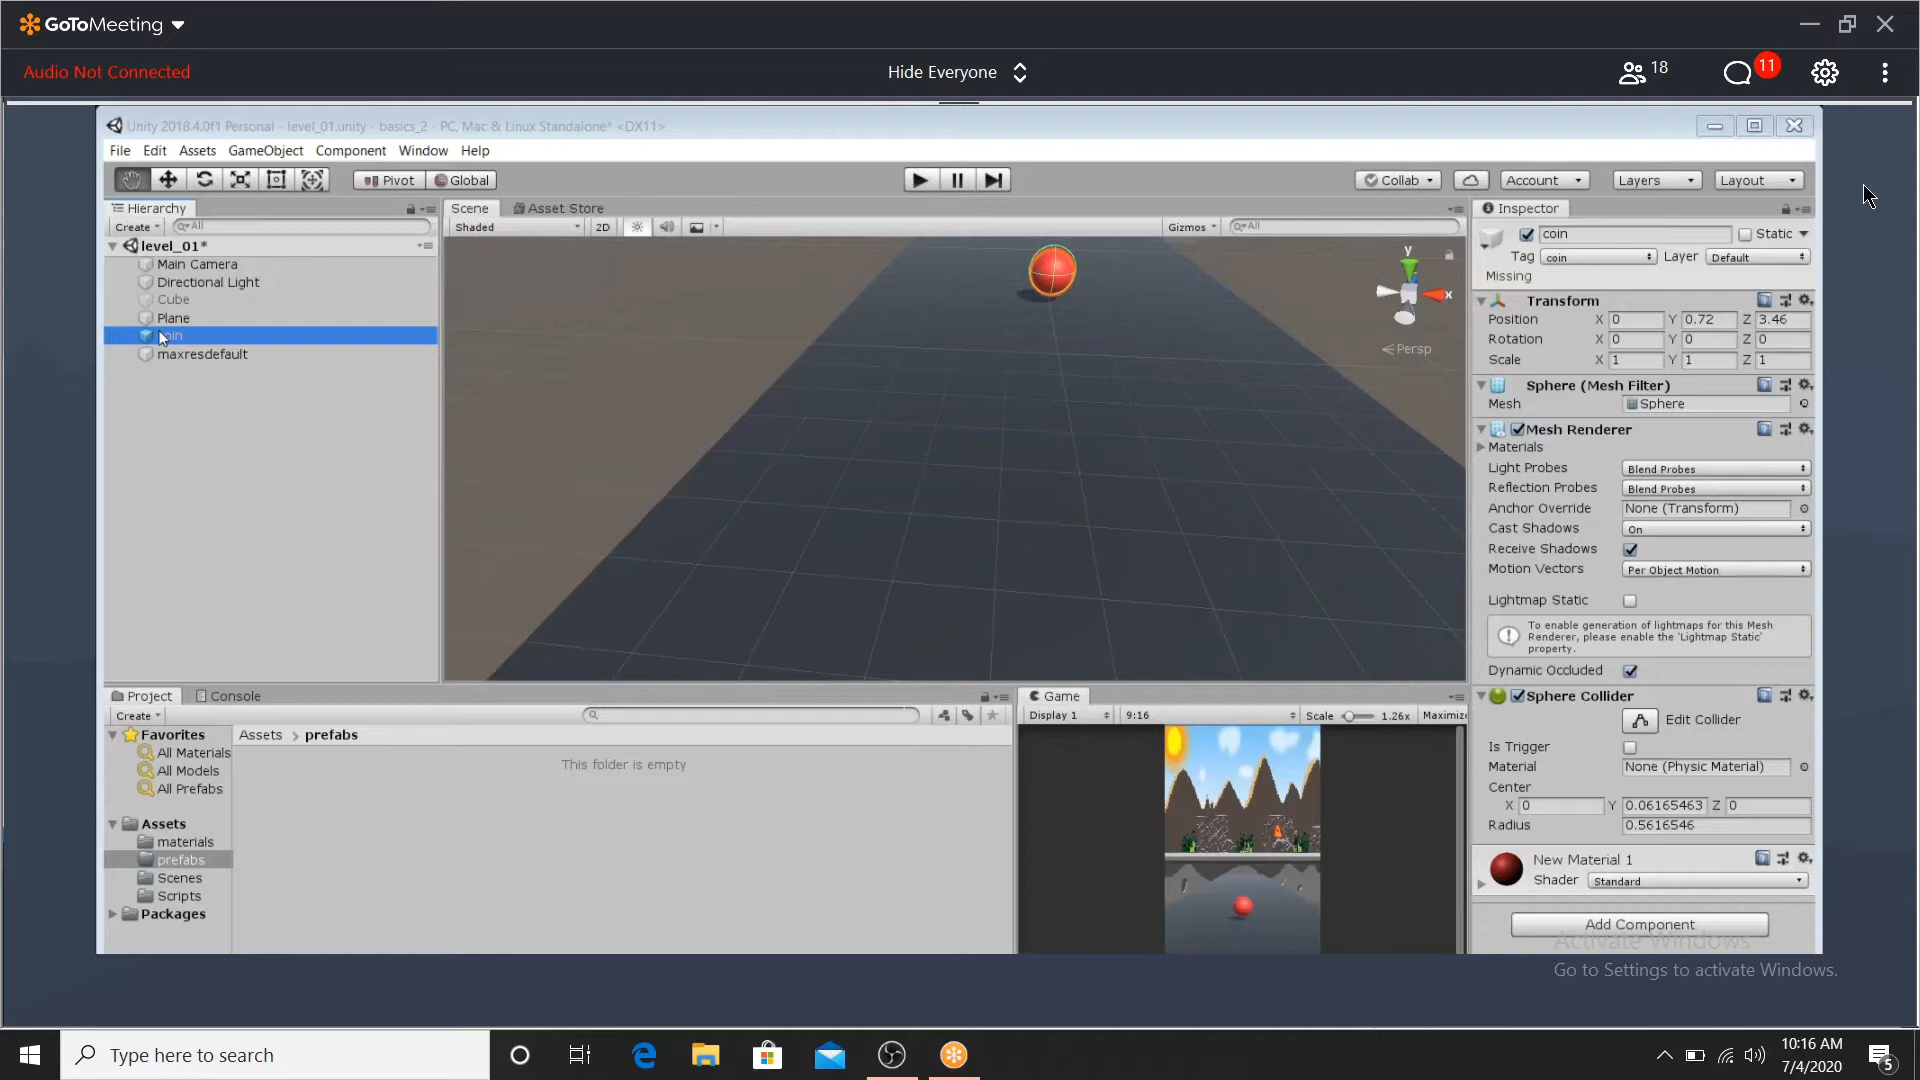 GoToMeeting
Audio Not Connected
Hide Everyone
18
11
Unity 2018.4.0f1 Personal - level_01.unity - basics_2 - PC, Mac & Linux Standalone* <DX11>
File Edit Assets GameObject Component Window Help
Pivot Global
Collab Account Layers Layout
Hierarchy
Create All
level_01*
Main Camera
Directional Light
Cube
Plane
maxresdefault
Scene Asset Store
Shaded 2D Gizmos All
y
x
Persp
Inspector
coin Static
Tag coin Layer Default
Missing
Transform
Position X 0 Y 0.72 Z 3.46
Rotation X 0 Y 0 Z 0
Scale X 1 Y 1 Z 1
Sphere (Mesh Filter)
Mesh Sphere
Mesh Renderer
Materials
Light Probes Blend Probes
Reflection Probes Blend Probes
Anchor Override None (Transform)
Cast Shadows On
Receive Shadows
Motion Vectors Per Object Motion
Lightmap Static
To enable generation of lightmaps for this Mesh
Renderer, please enable the 'Lightmap Static'
property.
Dynamic Occluded
Sphere Collider
Edit Collider
Is Trigger
Material None (Physic Material)
Center
X 0 Y 0.06165463 Z 0
Radius 0.5616546
New Material 1
Shader Standard
Add Component
Project Console
Create
Favorites
All Materials
All Models
All Prefabs
Assets
materials
prefabs
Scenes
Scripts
Packages
Assets > prefabs
This folder is empty
Game
Display 1 9:16 Scale 1.26x Maximiz
Activate Windows
Go to Settings to activate Windows.
Type here to search
10:16 AM
7/4/2020
5